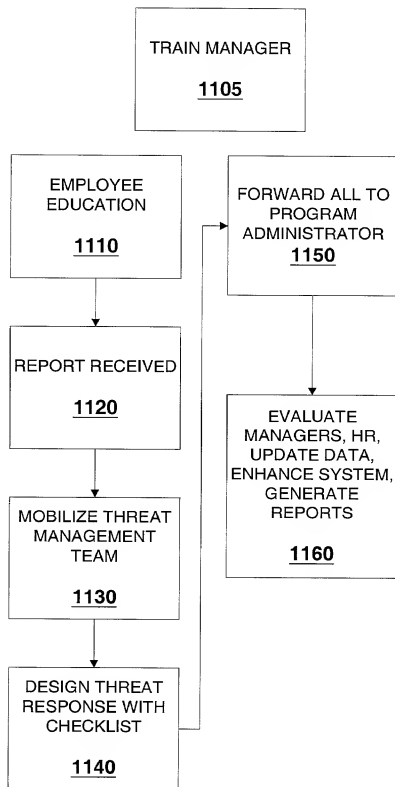 TRAIN MANAGER
1105
EMPLOYEE
EDUCATION
1110
REPORT RECEIVED
1120
MOBILIZE THREAT
MANAGEMENT
TEAM
1130
DESIGN THREAT
RESPONSE WITH
CHECKLIST
1140
FORWARD ALL TO
PROGRAM
ADMINISTRATOR
1150
EVALUATE
MANAGERS, HR,
UPDATE DATA,
ENHANCE SYSTEM,
GENERATE
REPORTS
1160